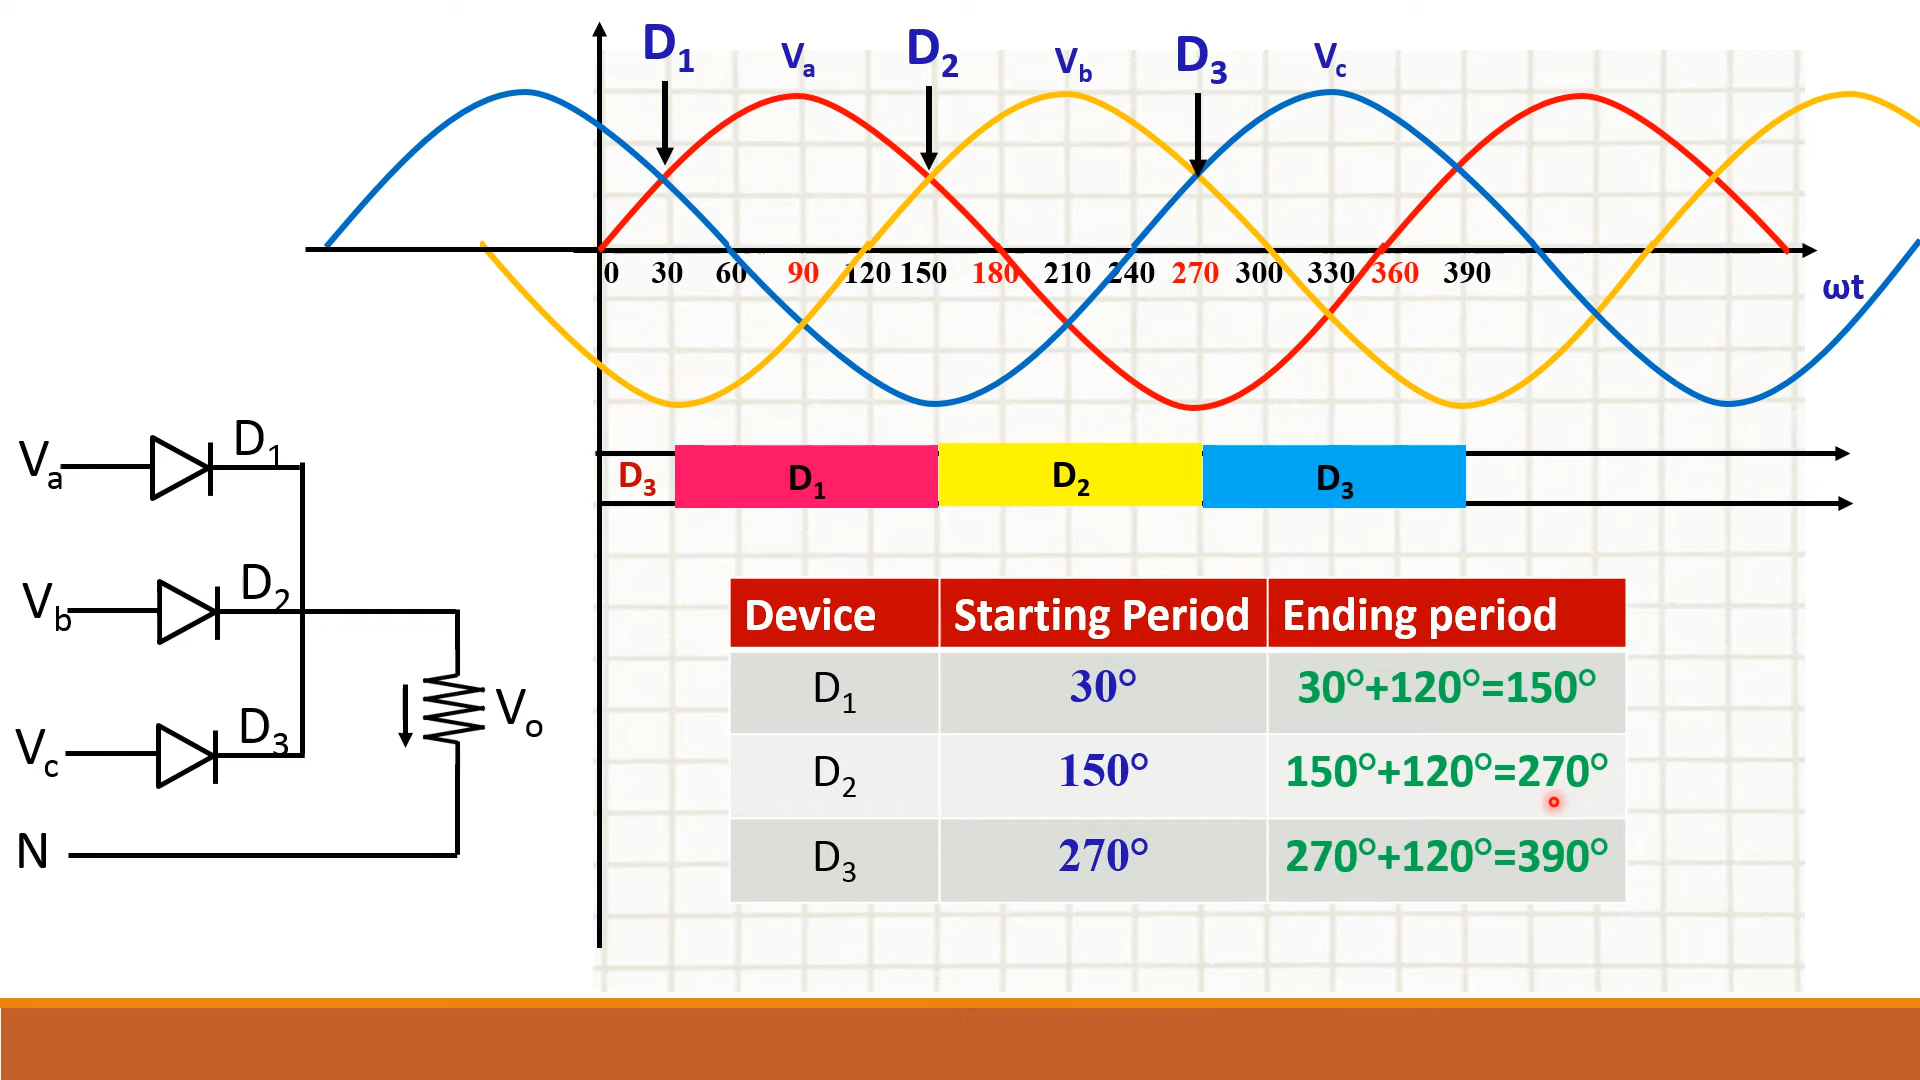 D1 Va D2 Vb D3 Vc
0 30 60 90 120 150 180 210 240 270 300 330 360 390
ωt
D3 D1 D2 D3
Va D1
Vb D2
Vc D3
Vo
N
Device Starting Period Ending period
D1 30° 30°+120°=150°
D2 150° 150°+120°=270°
D3 270° 270°+120°=390°